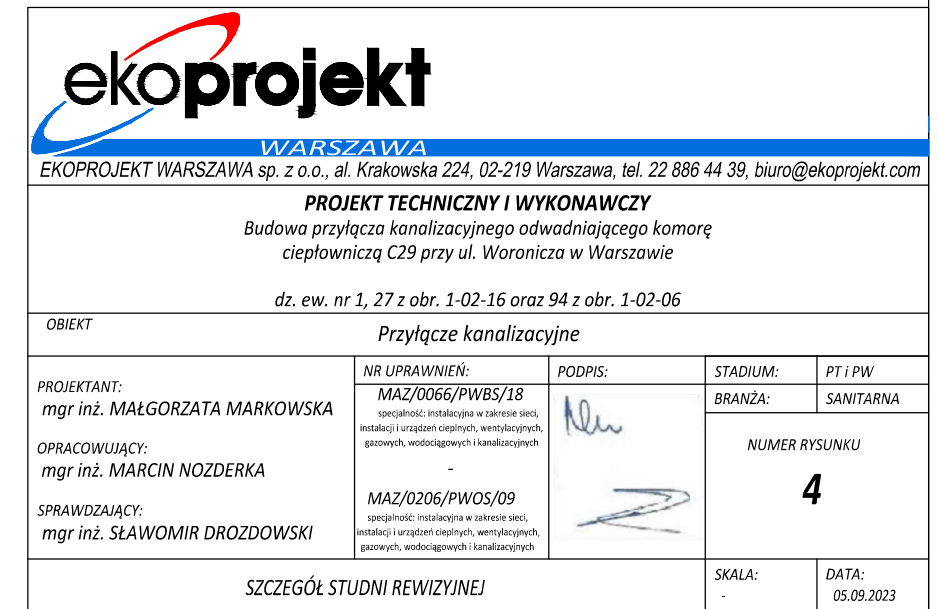 ekoprojekt
WARSZAWA
EKOPROJEKT WARSZAWA sp. z o.o., al. Krakowska 224, 02-219 Warszawa, tel. 22 886 44 39, biuro@ekoprojekt.com
PROJEKT TECHNICZNY I WYKONAWCZY
Budowa przyłącza kanalizacyjnego odwadniającego komorę
ciepłowniczą C29 przy ul. Woronicza w Warszawie
dz. ew. nr 1, 27 z obr. 1-02-16 oraz 94 z obr. 1-02-06
OBIEKT
Przyłącze kanalizacyjne
PROJEKTANT:
mgr inż. MAŁGORZATA MARKOWSKA
OPRACOWUJĄCY:
mgr inż. MARCIN NOZDERKA
SPRAWDZAJĄCY:
mgr inż. SŁAWOMIR DROZDOWSKI
NR UPRAWNIEŃ:
MAZ/0066/PWBS/18
specjalność: instalacyjna w zakresie sieci,
instalacji i urządzeń cieplnych, wentylacyjnych,
gazowych, wodociągowych i kanalizacyjnych
-
MAZ/0206/PWOS/09
specjalność: instalacyjna w zakresie sieci,
instalacji i urządzeń cieplnych, wentylacyjnych,
gazowych, wodociągowych i kanalizacyjnych
PODPIS:
STADIUM:
PT i PW
BRANŻA:
SANITARNA
NUMER RYSUNKU
4
SZCZEGÓŁ STUDNI REWIZYJNEJ
SKALA:
-
DATA:
05.09.2023